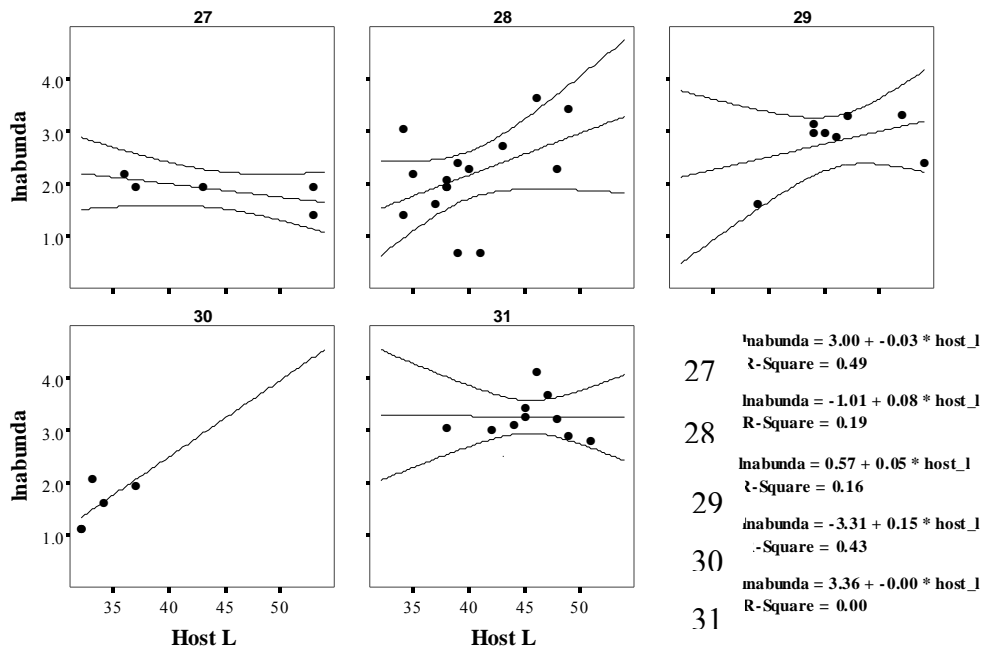 27 28 29
lnabunda
4.0
3.0
2.0
1.0
30 31
lnabunda
4.0
3.0
2.0
1.0
35 40 45 50
35 40 45 50
Host L
Host L
27
lnabunda = 3.00 + -0.03 * host_l
R-Square = 0.49
28
lnabunda = -1.01 + 0.08 * host_l
R-Square = 0.19
29
lnabunda = 0.57 + 0.05 * host_l
R-Square = 0.16
30
lnabunda = -3.31 + 0.15 * host_l
R-Square = 0.43
31
lnabunda = 3.36 + -0.00 * host_l
R-Square = 0.00